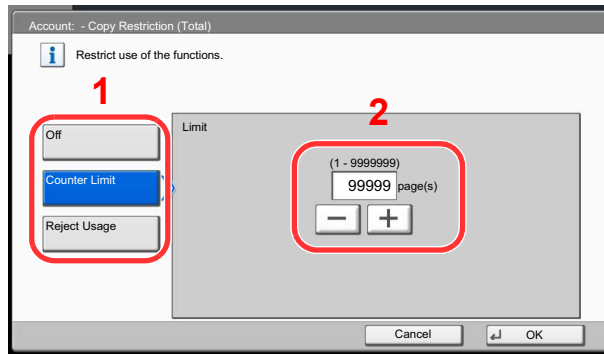 Account: - Copy Restriction (Total)
i Restrict use of the functions.
1
2
Off
Counter Limit
Reject Usage
Limit
(1 - 9999999)
99999 page(s)
− +
Cancel
OK